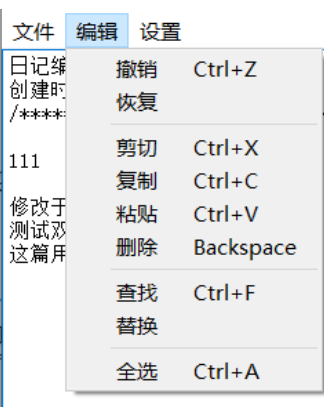 文件 编辑 设置
日记编
创建时
/*****
111
修改于
测试双
这篇用
撤销 Ctrl+Z
恢复
剪切 Ctrl+X
复制 Ctrl+C
粘贴 Ctrl+V
删除 Backspace
查找 Ctrl+F
替换
全选 Ctrl+A